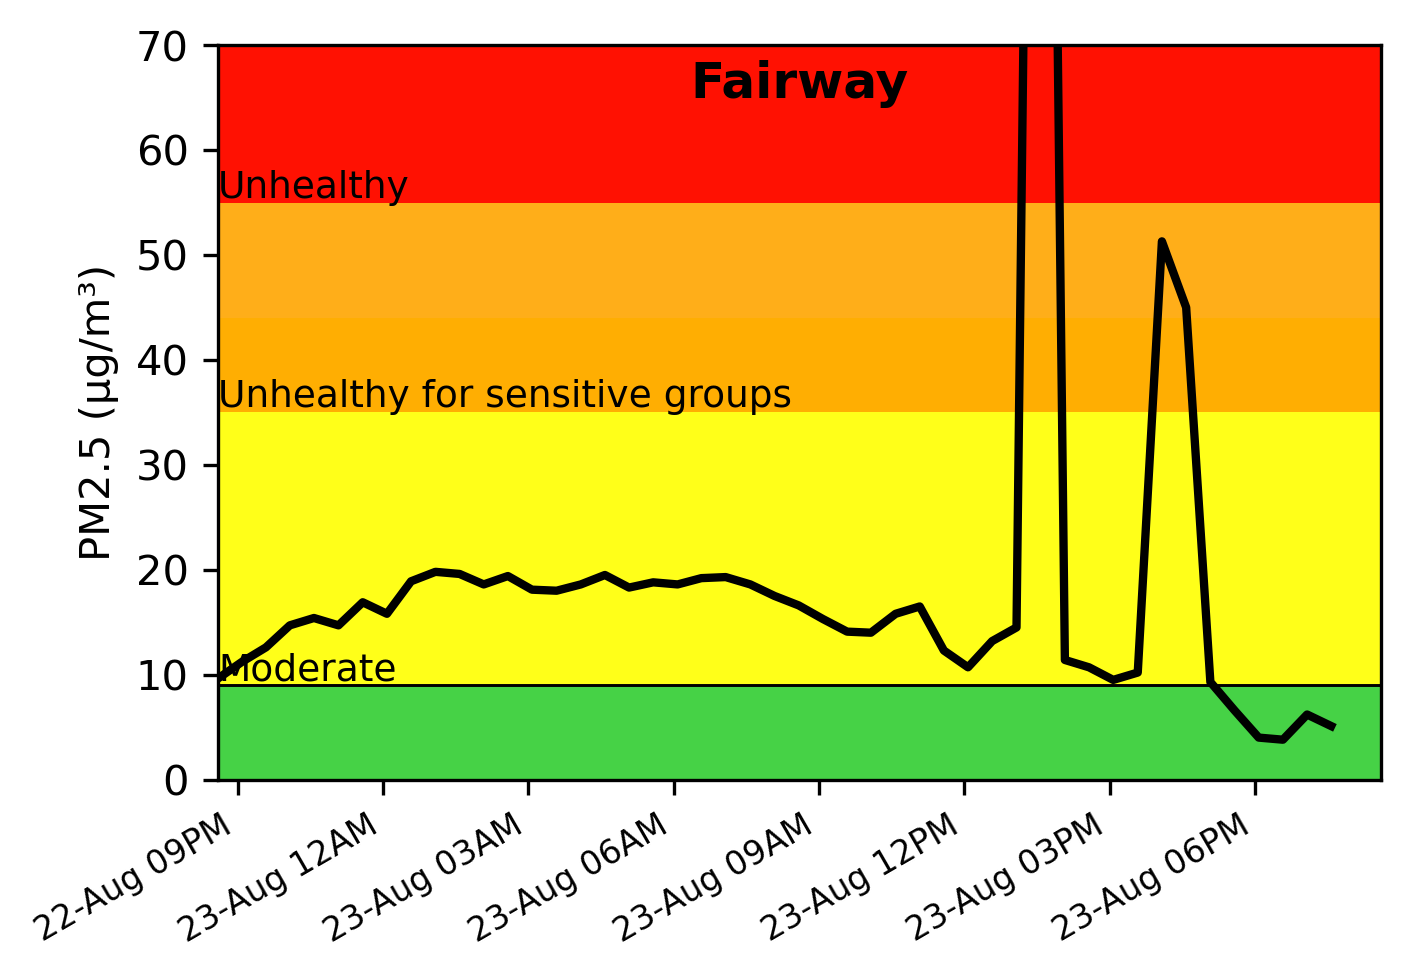 Fairway
PM2.5 (µg/m³)
70
60
50
40
30
20
10
0
Unhealthy
Unhealthy for sensitive groups
Moderate
22-Aug 09PM
23-Aug 12AM
23-Aug 03AM
23-Aug 06AM
23-Aug 09AM
23-Aug 12PM
23-Aug 03PM
23-Aug 06PM